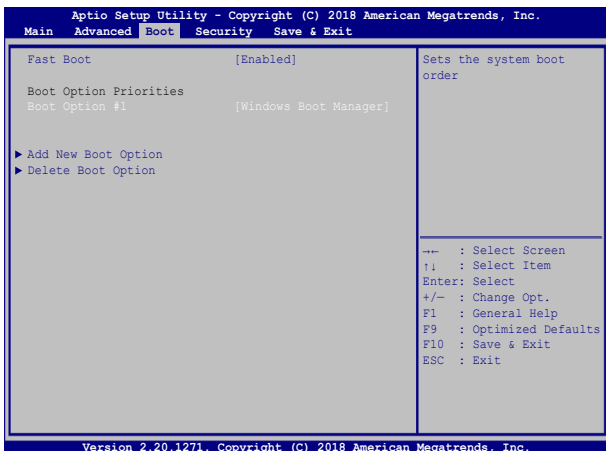 Aptio Setup Utility - Copyright (C) 2018 American Megatrends, Inc.
Main Advanced Boot Security Save & Exit
Fast Boot [Enabled]
Boot Option Priorities
Boot Option #1 [Windows Boot Manager]
► Add New Boot Option
► Delete Boot Option
Sets the system boot
order
→← : Select Screen
↑↓ : Select Item
Enter: Select
+/— : Change Opt.
F1 : General Help
F9 : Optimized Defaults
F10 : Save & Exit
ESC : Exit
Version 2.20.1271. Copyright (C) 2018 American Megatrends, Inc.